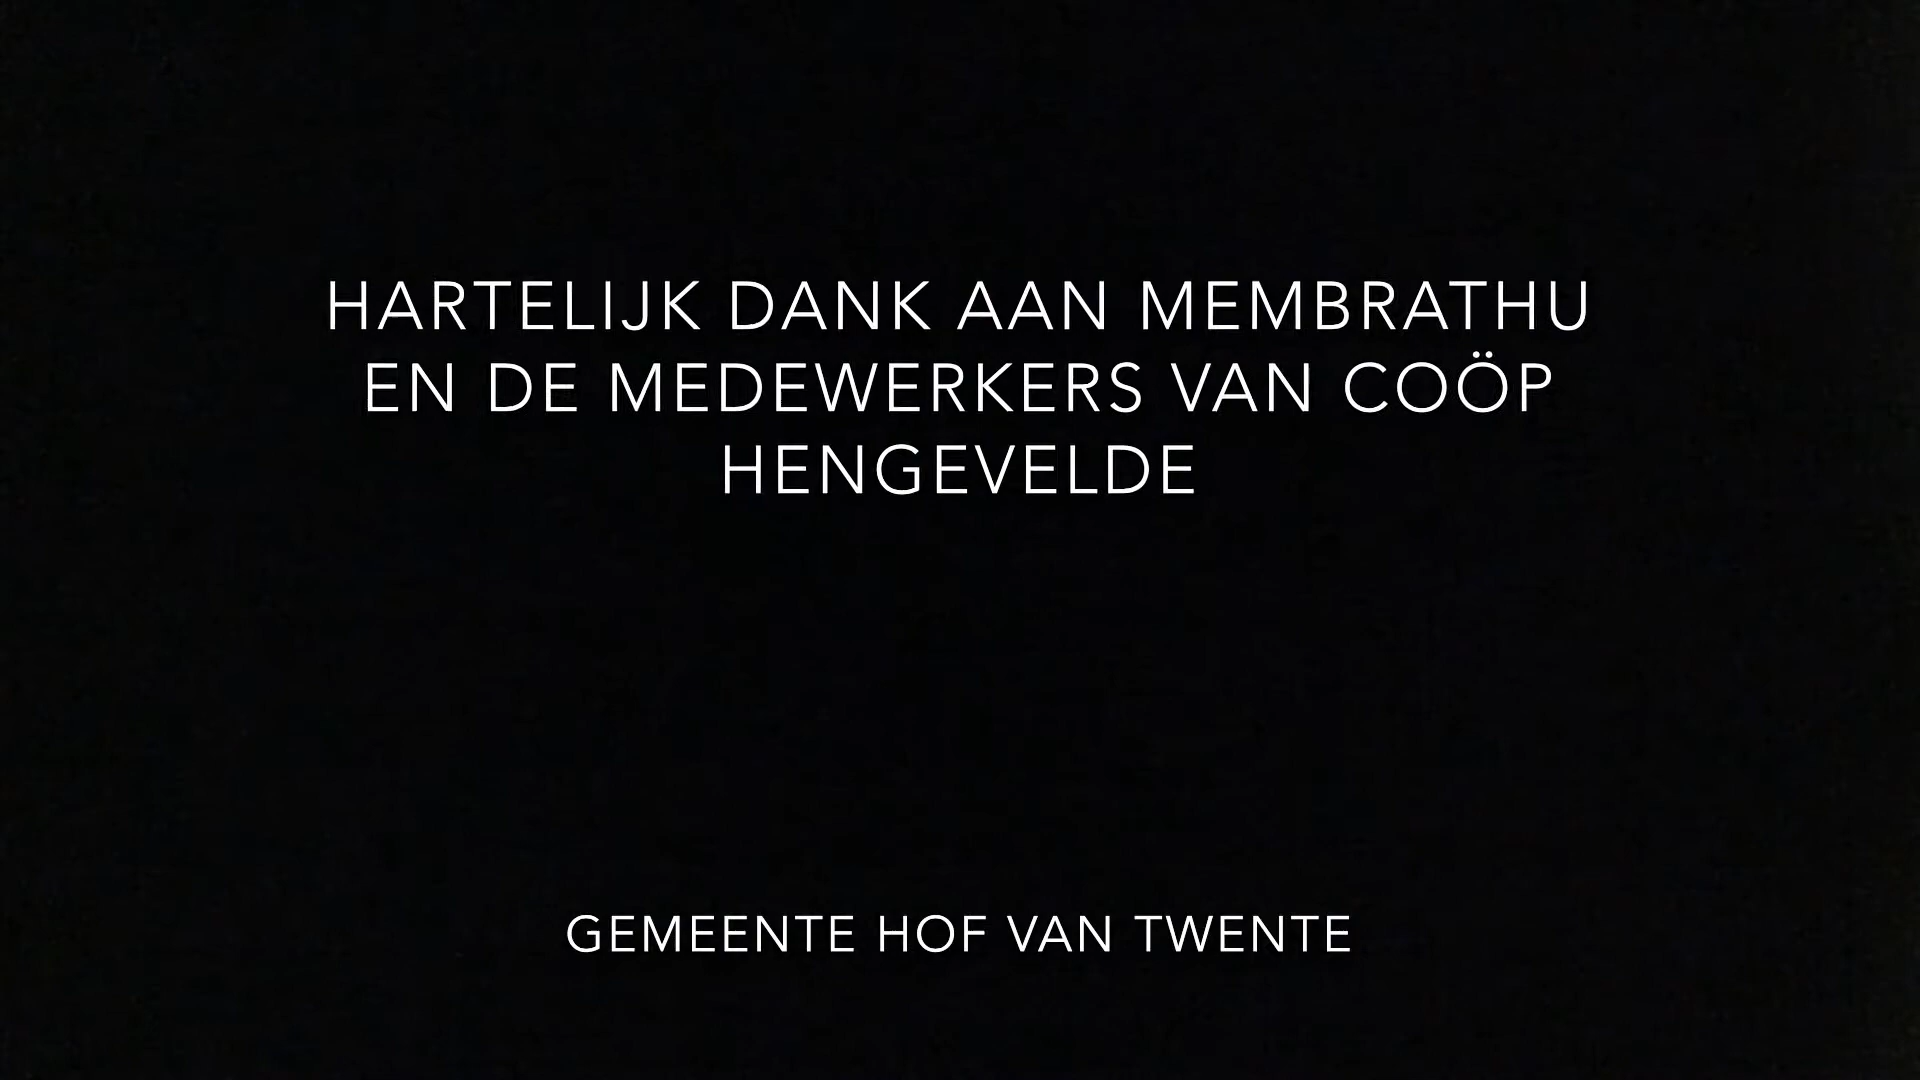 HARTELIJK DANK AAN MEMBRATHU
EN DE MEDEWERKERS VAN COÖP
HENGEVELDE
GEMEENTE HOF VAN TWENTE